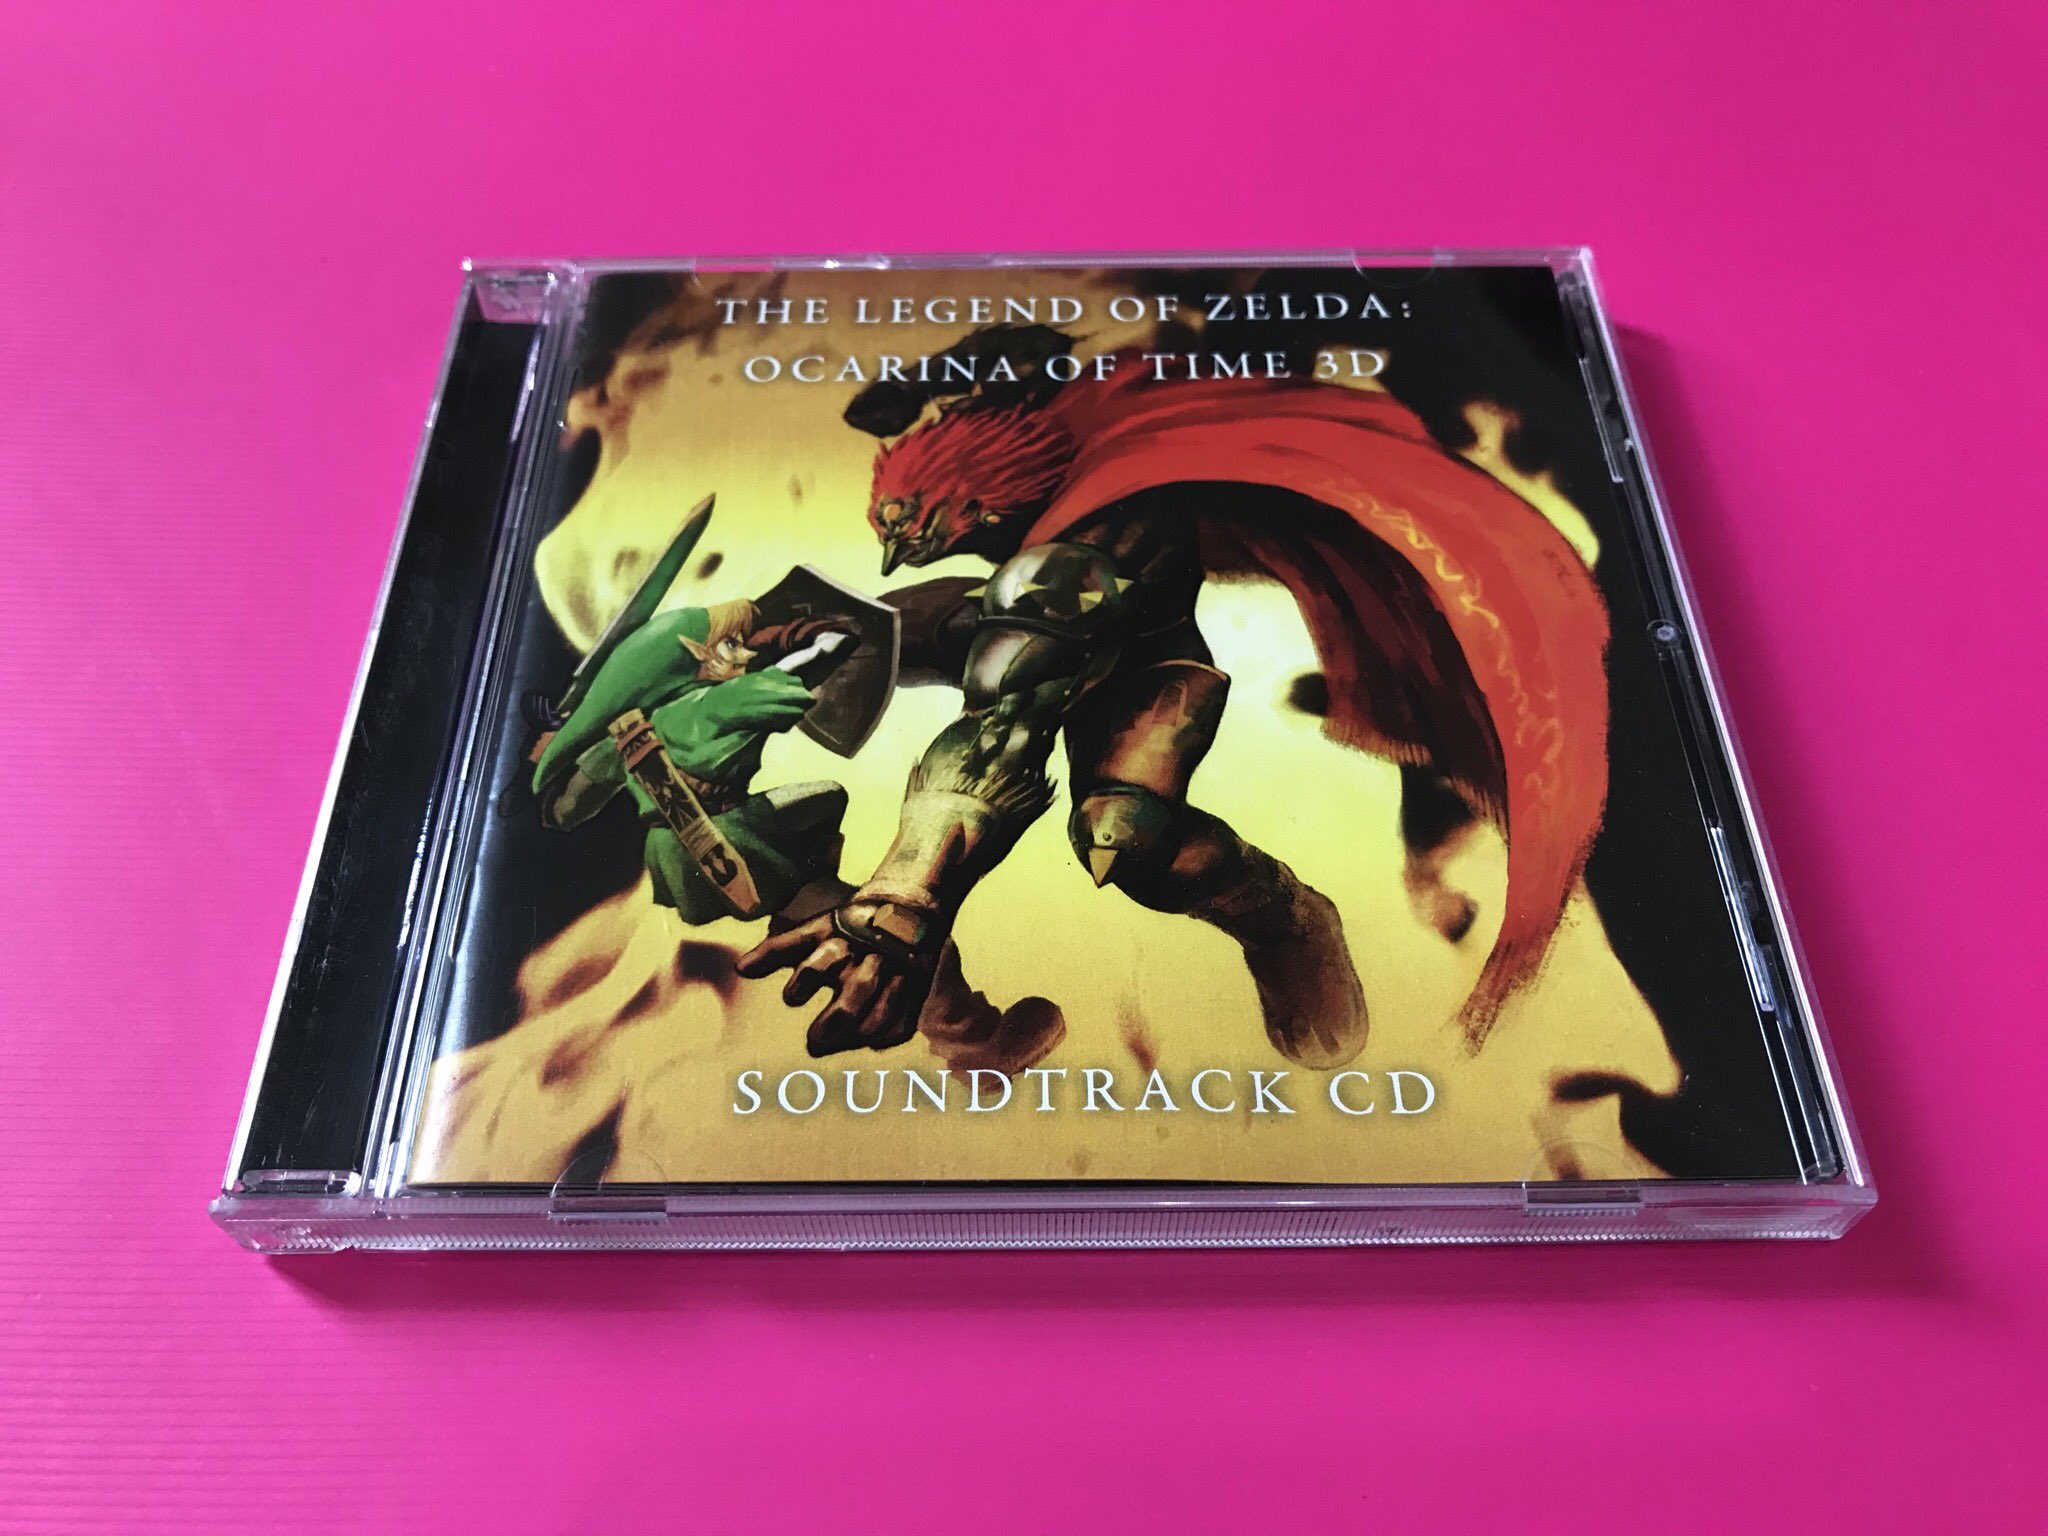 THE LEGEND OF ZELDA:
OCARINA OF TIME 3D
SOUNDTRACK CD